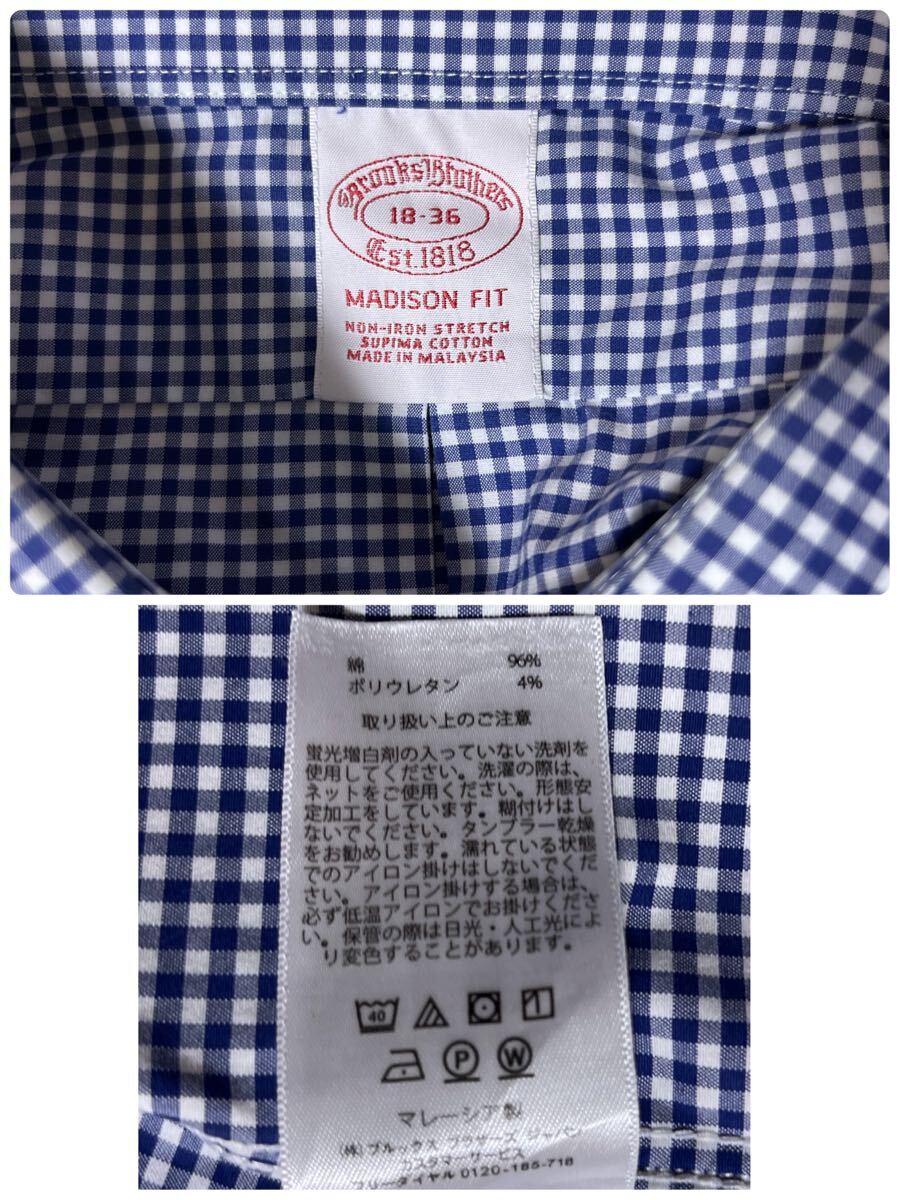 Brooks Brothers
18-36
Est.1818
MADISON FIT
NON-IRON STRETCH
SUPIMA COTTON
MADE IN MALAYSIA
綿 96%
ポリウレタン 4%
取り扱い上のご注意
蛍光増白剤の入っていない洗剤を
使用してください。洗濯の際は、
ネットをご使用ください。形態安
定加工をしています。糊付けはし
ないでください。タンブラー乾燥
をお勧めします。濡れている状態
でのアイロン掛けはしないでくだ
さい。アイロン掛けする場合は、
必ず低温アイロンでお掛けくださ
い。保管の際は日光・人工光によ
り変色することがあります。
40
P W
マレーシア製
(株)ブルックス ブラザーズ ジャパン
カスタマーサービス
フリーダイヤル 0120-185-718